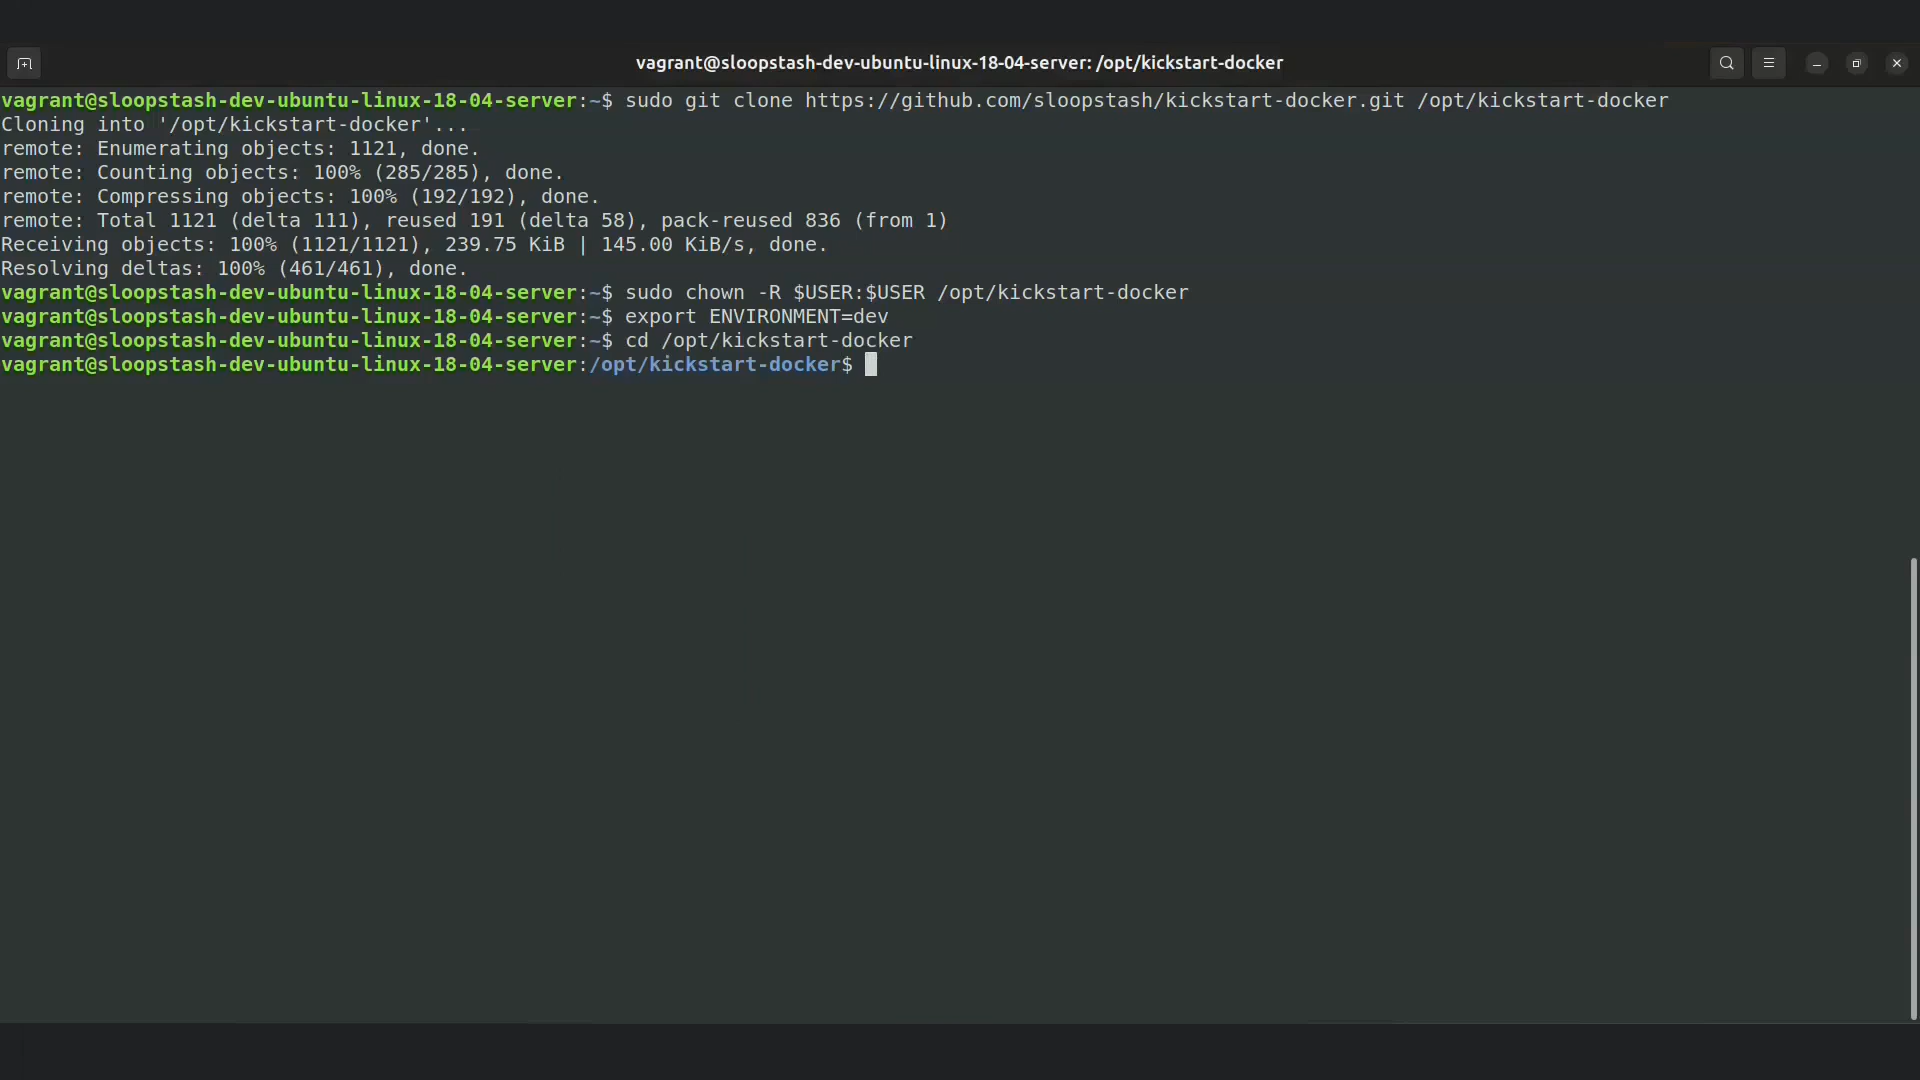 vagrant@sloopstash-dev-ubuntu-linux-18-04-server: /opt/kickstart-docker
vagrant@sloopstash-dev-ubuntu-linux-18-04-server:~$ sudo git clone https://github.com/sloopstash/kickstart-docker.git /opt/kickstart-docker
Cloning into '/opt/kickstart-docker'...
remote: Enumerating objects: 1121, done.
remote: Counting objects: 100% (285/285), done.
remote: Compressing objects: 100% (192/192), done.
remote: Total 1121 (delta 111), reused 191 (delta 58), pack-reused 836 (from 1)
Receiving objects: 100% (1121/1121), 239.75 KiB | 145.00 KiB/s, done.
Resolving deltas: 100% (461/461), done.
vagrant@sloopstash-dev-ubuntu-linux-18-04-server:~$ sudo chown -R $USER:$USER /opt/kickstart-docker
vagrant@sloopstash-dev-ubuntu-linux-18-04-server:~$ export ENVIRONMENT=dev
vagrant@sloopstash-dev-ubuntu-linux-18-04-server:~$ cd /opt/kickstart-docker
vagrant@sloopstash-dev-ubuntu-linux-18-04-server:/opt/kickstart-docker$